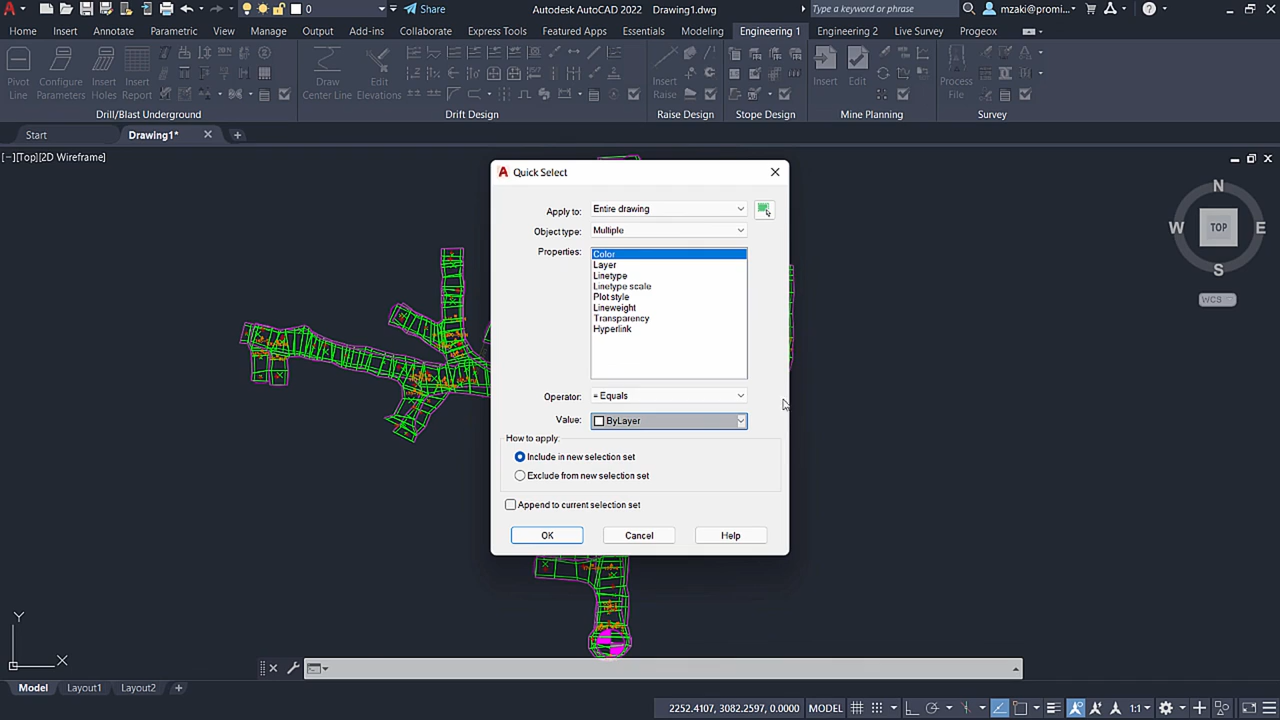 0
Share
Autodesk AutoCAD 2022 Drawing1.dwg
Type a keyword or phrase
mzaki@promi...
Home Insert Annotate Parametric View Manage Output Add-ins Collaborate Express Tools Featured Apps Essentials Modeling Engineering 1 Engineering 2 Live Survey Progeox
Pivot Line
Configure Parameters
Insert Holes
Insert Report
Draw Center Line
Edit Elevations
Insert Raise
Insert
Edit
Process File
Drill/Blast Underground Drift Design Raise Design Stope Design Mine Planning Survey
Start Drawing1*
[−][Top][2D Wireframe]
Quick Select
Apply to: Entire drawing
Object type: Multiple
Properties: Color
Layer
Linetype
Linetype scale
Plot style
Lineweight
Transparency
Hyperlink
Operator: = Equals
Value: ByLayer
How to apply:
Include in new selection set
Exclude from new selection set
Append to current selection set
OK Cancel Help
N
W TOP E
S
WCS
Y
X
Model Layout1 Layout2
2252.4107, 3082.2597, 0.0000 MODEL 1:1